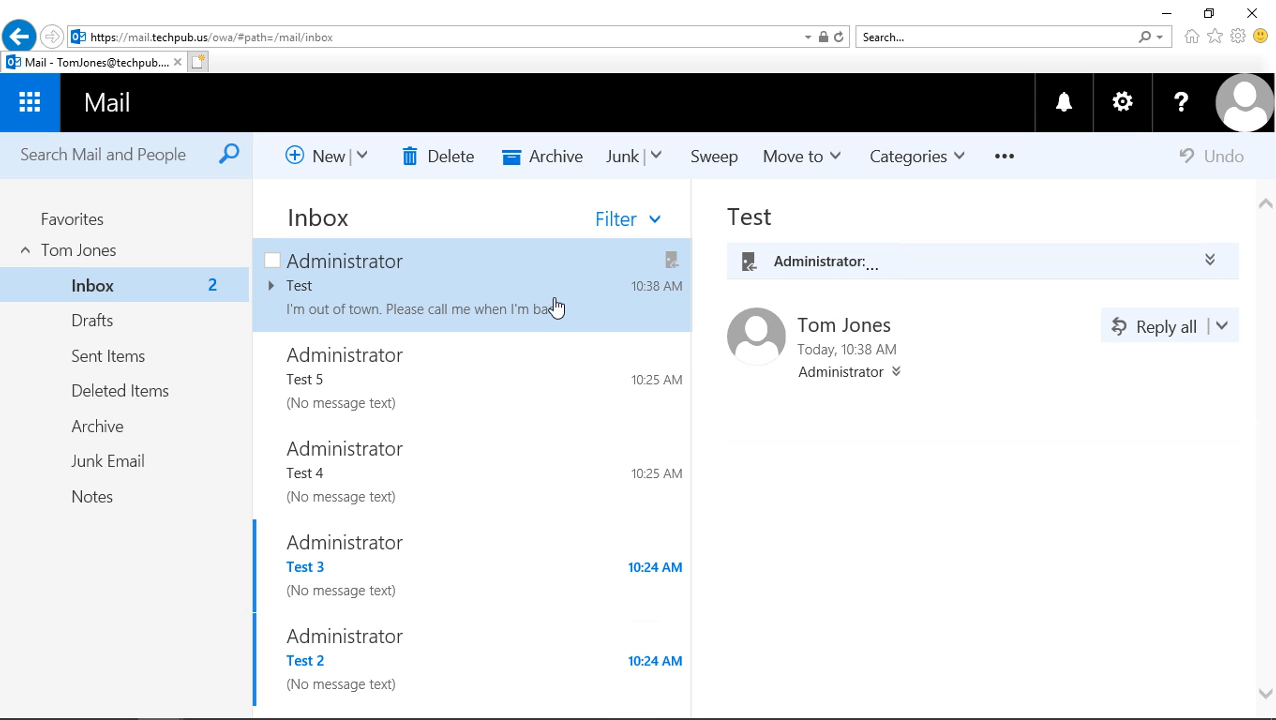 https://mail.techpub.us/owa/#path=/mail/inbox
Search...
Mail - TomJones@techpub....
Mail
?
Search Mail and People
New
Delete
Archive
Junk
Sweep
Move to
Categories
•••
Undo
Favorites
Tom Jones
Inbox 2
Drafts
Sent Items
Deleted Items
Archive
Junk Email
Notes
Inbox
Filter
Administrator
Test 10:38 AM
I'm out of town. Please call me when I'm
Administrator
Test 5 10:25 AM
(No message text)
Administrator
Test 4 10:25 AM
(No message text)
Administrator
Test 3 10:24 AM
(No message text)
Administrator
Test 2 10:24 AM
(No message text)
Test
Administrator:...
Tom Jones
Reply all
Today, 10:38 AM
Administrator